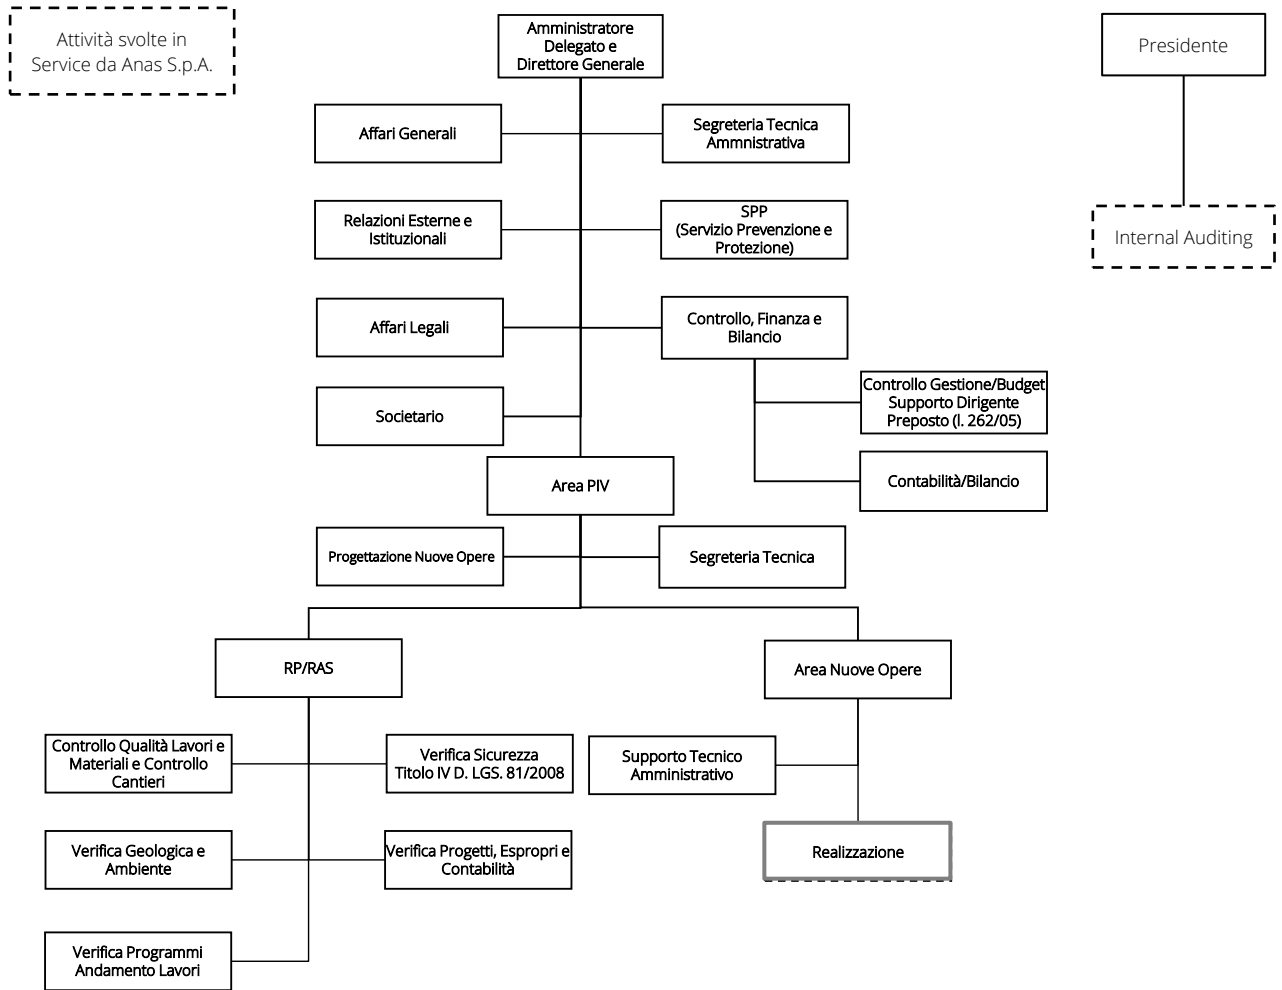 Attività svolte in
Service da Anas S.p.A.
Amministratore
Delegato e
Direttore Generale
Presidente
Affari Generali
Segreteria Tecnica
Ammnistrativa
Relazioni Esterne e
Istituzionali
SPP
(Servizio Prevenzione e
Protezione)
Internal Auditing
Affari Legali
Controllo, Finanza e
Bilancio
Controllo Gestione/Budget
Supporto Dirigente
Preposto (l. 262/05)
Societario
Contabilità/Bilancio
Area PIV
Progettazione Nuove Opere
Segreteria Tecnica
RP/RAS
Area Nuove Opere
Controllo Qualità Lavori e
Materiali e Controllo
Cantieri
Verifica Sicurezza
Titolo IV D. LGS. 81/2008
Supporto Tecnico
Amministrativo
Verifica Geologica e
Ambiente
Verifica Progetti, Espropri e
Contabilità
Realizzazione
Verifica Programmi
Andamento Lavori